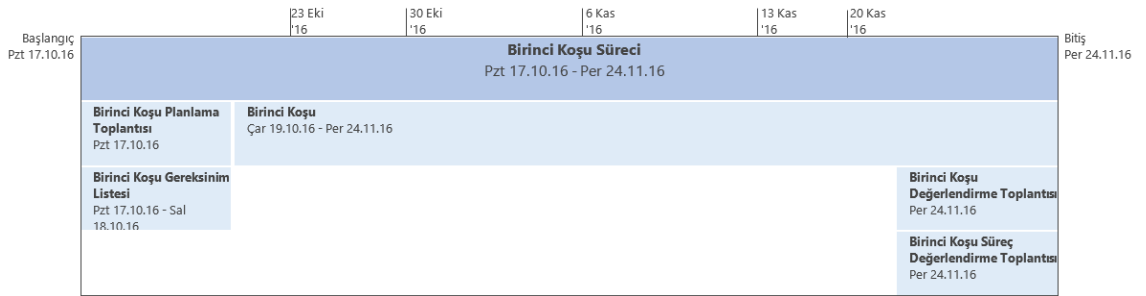 23 Eki
'16
30 Eki
'16
6 Kas
'16
13 Kas
'16
20 Kas
'16
Başlangıç
Pzt 17.10.16
Bitiş
Per 24.11.16
Birinci Koşu Süreci
Pzt 17.10.16 - Per 24.11.16
Birinci Koşu Planlama
Toplantısı
Pzt 17.10.16
Birinci Koşu
Çar 19.10.16 - Per 24.11.16
Birinci Koşu Gereksinim
Listesi
Pzt 17.10.16 - Sal
18.10.16
Birinci Koşu
Değerlendirme Toplantısı
Per 24.11.16
Birinci Koşu Süreç
Değerlendirme Toplantısı
Per 24.11.16